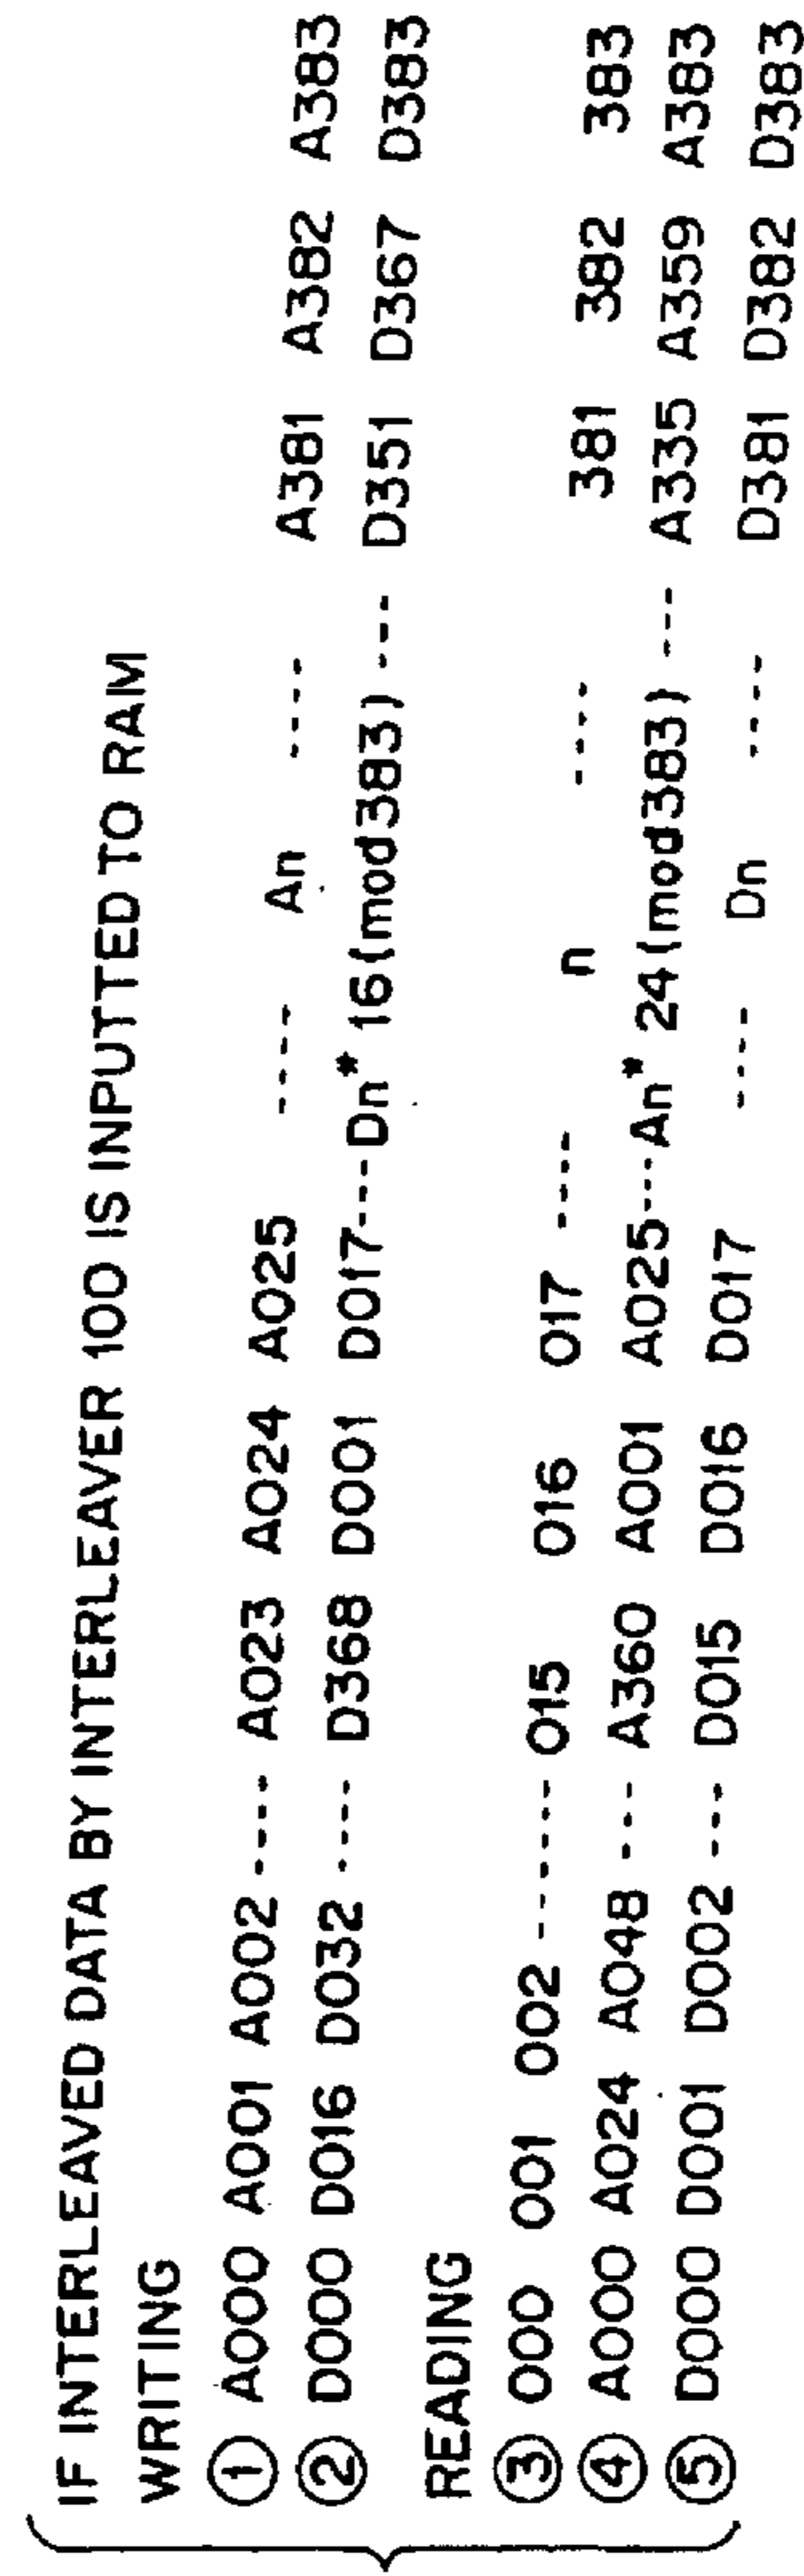 IF INTERLEAVED DATA BY INTERLEAVER 100 IS INPUTTED TO RAM
WRITING
① A000 A001 A002 ---- A023 A024 A025 ---- An ---- A381 A382 A383
② D000 D016 D032 ---- D368 D001 D017---Dn* 16(mod383) --- D351 D367 D383
READING
③ 000 001 002 ------ 015 016 017 ---- n ---- 381 382 383
④ A000 A024 A048 --- A360 A001 A025---An* 24(mod383) --- A335 A359 A383
⑤ D000 D001 D002 --- D015 D016 D017 ---- Dn ---- D381 D382 D383